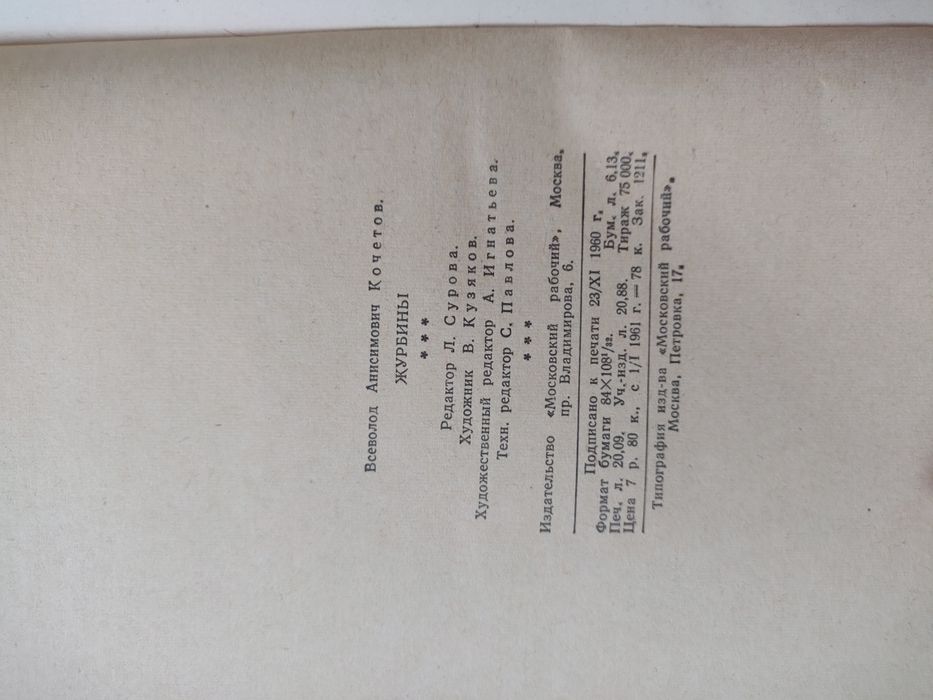 Всеволод Анисимович Кочетов.
ЖУРБИНЫ
* * *
Редактор Л. Сурова.
Художник В. Кузяков.
Художественный редактор А. Игнатьева.
Техн. редактор С. Павлова.
* * *
Издательство «Московский рабочий», Москва,
пр. Владимирова, 6.
Подписано к печати 23/XI 1960 г.
Формат бумаги 84×108¹/₃₂. Бум. л. 6,13.
Печ. л. 20,09. Уч.-изд. л. 20,88. Тираж 75 000.
Цена 7 р. 80 к., с 1/I 1961 г. — 78 к. Зак. 1211.
Типография изд-ва «Московский рабочий».
Москва, Петровка, 17.